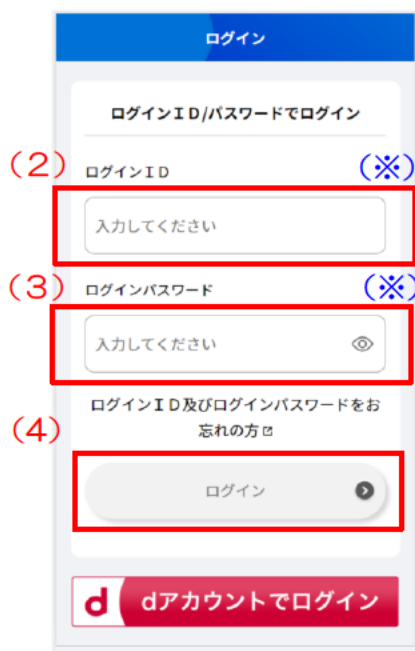 ログイン
ログインID/パスワードでログイン
(2) ログインID (※)
入力してください
(3) ログインパスワード (※)
入力してください
ログインID及びログインパスワードをお
忘れの方
(4)
ログイン
d dアカウントでログイン